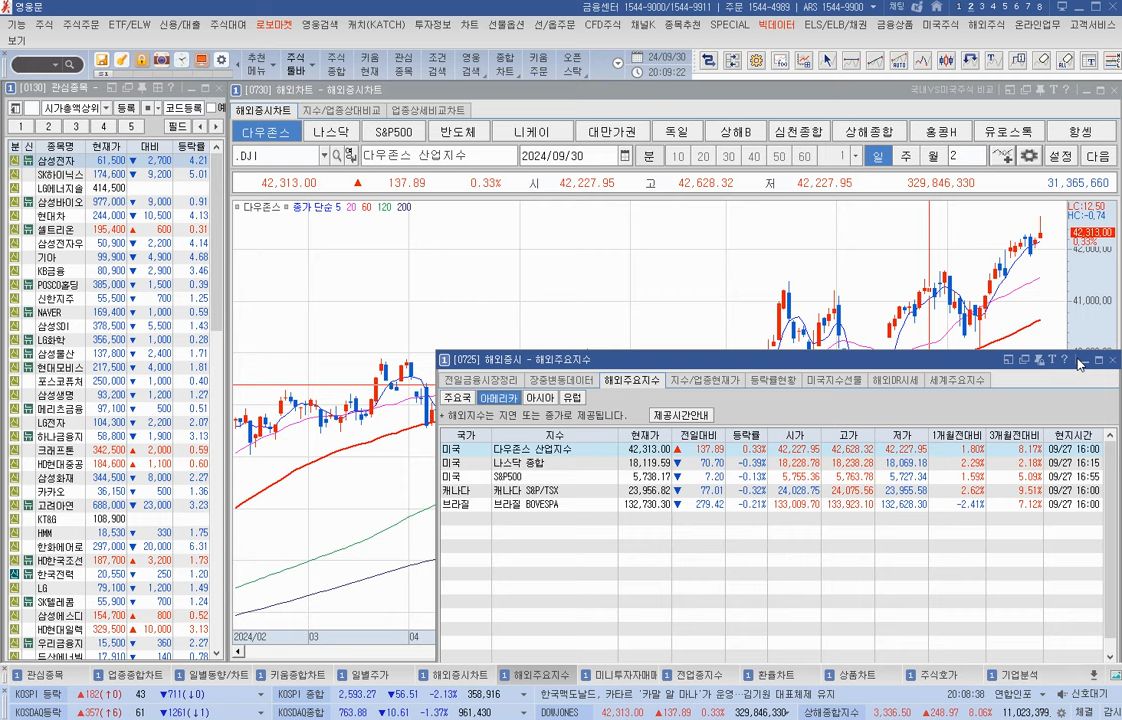 영웅문
금융센터 1544-9000/1544-9911 | 주문 1544-4989 | ARS 1544-9900 채팅 1 2 3 4 5 6 7 8
기능 주식 주식주문 ETF/ELW 신용/대출 주식대여 로보마켓 영웅검색 캐치(KATCH) 투자정보 차트 선물옵션 선/옵주문 CFD주식 채널K 종목추천 SPECIAL 빅데이터 ELS/ELB/채권 금융상품 미국주식 해외주식 온라인업무 고객서비스
보기
S1 추천 메뉴 주식 툴바 주식 종합 키움 현재 관심 종목 조건 검색 영웅 검색 종합 차트 키움 주문 오픈 스탁 24/09/30 20:09:22
[0130] 관심종목
시가총액상위 등록 코드등록 예
1 2 3 4 5 필드
분 신 종목명 현재가 대비 등락률
삼성전자 61,500 ▼ 2,700 4.21
SK하이닉스 174,600 ▼ 9,200 5.01
LG에너지솔 414,500
삼성바이오 977,000 ▼ 9,000 0.91
현대차 244,000 ▼ 10,500 4.13
셀트리온 195,400 ▲ 600 0.31
삼성전자우 50,900 ▼ 2,200 4.14
기아 99,900 ▼ 4,900 4.68
KB금융 80,900 ▼ 2,900 3.46
POSCO홀딩 385,000 ▼ 1,500 0.39
신한지주 55,500 ▼ 700 1.25
NAVER 169,400 ▼ 1,000 0.59
삼성SDI 378,500 ▼ 5,500 1.43
LG화학 356,500 ▼ 1,000 0.28
삼성물산 137,800 ▼ 2,400 1.71
현대모비스 217,500 ▼ 4,000 1.81
포스코퓨처 250,000 ▲ 1,000 0.40
삼성생명 93,200 ▼ 1,200 1.27
메리츠금융 97,100 ▼ 500 0.51
LG전자 104,300 ▼ 2,200 2.07
하나금융지 58,800 ▼ 1,900 3.13
크래프톤 342,500 ▲ 2,000 0.59
HD현대중공 184,600 ▲ 1,100 0.60
삼성화재 344,500 ▼ 8,000 2.27
카카오 36,150 ▼ 500 1.36
고려아연 688,000 ▼ 23,000 3.23
KT&G 108,900
HMM 18,530 ▼ 330 1.75
한화에어로 297,000 ▼ 20,000 6.31
HD한국조선 187,700 ▲ 3,200 1.73
한국전력 20,550 ▼ 250 1.20
LG 79,100 ▼ 1,200 1.49
SK텔레콤 55,900 ▼ 700 1.24
삼성에스디 154,700 ▲ 800 0.52
HD현대일렉 329,500 ▲ 10,000 3.13
우리금융지 15,500 ▼ 360 2.27
두산에너빌 17,910 ▼ 140 0.78
[0730] 해외차트 - 해외증시차트
국내VS미국주식 비교
해외증시차트 지수/업종상대비교 업종상세비교차트
다우존스 나스닥 S&P500 반도체 니케이 대만가권 독일 상해B 심천종합 상해종합 홍콩H 유로스톡 항셍
.DJI 다우존스 산업지수 2024/09/30 분 10 20 30 40 50 60 1 일 주 월 2 설정 다음
42,313.00 ▲ 137.89 0.33% 시 42,227.95 고 42,628.32 저 42,227.95 329,846,330 31,365,660
다우존스 종가 단순 5 20 60 120 200
LC:12,50
HC:-0,74
42,313.00
0.33%
42,000.00
41,000.00
2024/02 03 04
[0725] 해외증시 - 해외주요지수
전일금융시장정리 장중변동데이터 해외주요지수 지수/업종현재가 등락률현황 미국지수선물 해외DR시세 세계주요지수
주요국 아메리카 아시아 유럽
* 해외지수는 지연 또는 종가로 제공됩니다. 제공시간안내
국가 지수 현재가 전일대비 등락률 시가 고가 저가 1개월전대비 3개월전대비 현지시간
미국 다우존스 산업지수 42,313.00 ▲ 137.89 0.33% 42,227.95 42,628.32 42,227.95 1.80% 8.17% 09/27 16:00
미국 나스닥 종합 18,119.59 ▼ 70.70 -0.39% 18,228.78 18,238.28 18,069.18 2.29% 2.18% 09/27 16:15
미국 S&P500 5,738.17 ▼ 7.20 -0.13% 5,755.36 5,763.78 5,727.34 1.59% 5.09% 09/27 16:55
캐나다 캐나다 S&P/TSX 23,956.82 ▼ 77.01 -0.32% 24,028.75 24,075.56 23,955.58 2.62% 9.51% 09/27 16:00
브라질 브라질 BOVESPA 132,730.30 ▼ 279.42 -0.21% 133,009.70 133,923.10 132,628.30 -2.41% 7.12% 09/27 16:00
1 관심종목 1 업종종합차트 1 일별동향/차트 1 키움종합차트 1 일별주가 1 해외증시차트 1 해외주요지수 1 미니투자자매매 1 전업종지수 1 환율차트 1 상품차트 1 주식호가 1 기업분석
KOSPI 등락 ▲182(↑0) 43 ▼711(↓0) KOSPI 종합 2,593.27 ▼56.51 -2.13% 358,916 한국맥도날드, 카타르 '카말 알 마나'가 운영…김기원 대표체제 유지 20:08:38 연합인포 신호대기
KOSDAQ등락 ▲357(↑6) 61 ▼1261(↓1) KOSDAQ종합 763.88 ▼10.61 -1.37% 961,430 DOWJONES 42,313.00 ▲137.89 0.33% 329,846,330 상해종합 3,336.50 ▲248.97 8.06% 11,023,379 감시